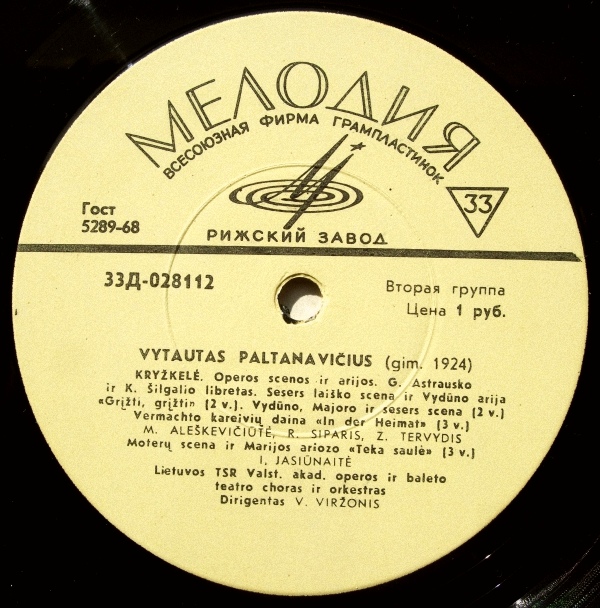 МЕЛОДИЯ
ВСЕСОЮЗНАЯ ФИРМА ГРАМПЛАСТИНОК
33
Гост
5289-68
РИЖСКИЙ ЗАВОД
33Д-028112
Вторая группа
Цена 1 руб.
VYTAUTAS PALTANAVIČIUS (gim. 1924)
KRYŽKELĖ. Operos scenos ir arijos. G. Astrausko
ir K. Šilgalio libretas. Sesers laiško scena ir Vydūno arija
«Grįžti, grįžti» (2 v.). Vydūno, Majoro ir sesers scena (2 v.)
Vermachto kareivių daina «In der Heimat» (3 v.)
M. ALEŠKEVIČIŪTĖ, R. SIPARIS, Z. TERVYDIS
Moterų scena ir Marijos ariozo «Teka saulė» (3 v.)
I. JASIŪNAITĖ
Lietuvos TSR Valst. akad. operos ir baleto
teatro choras ir orkestras
Dirigentas V. VIRŽONIS